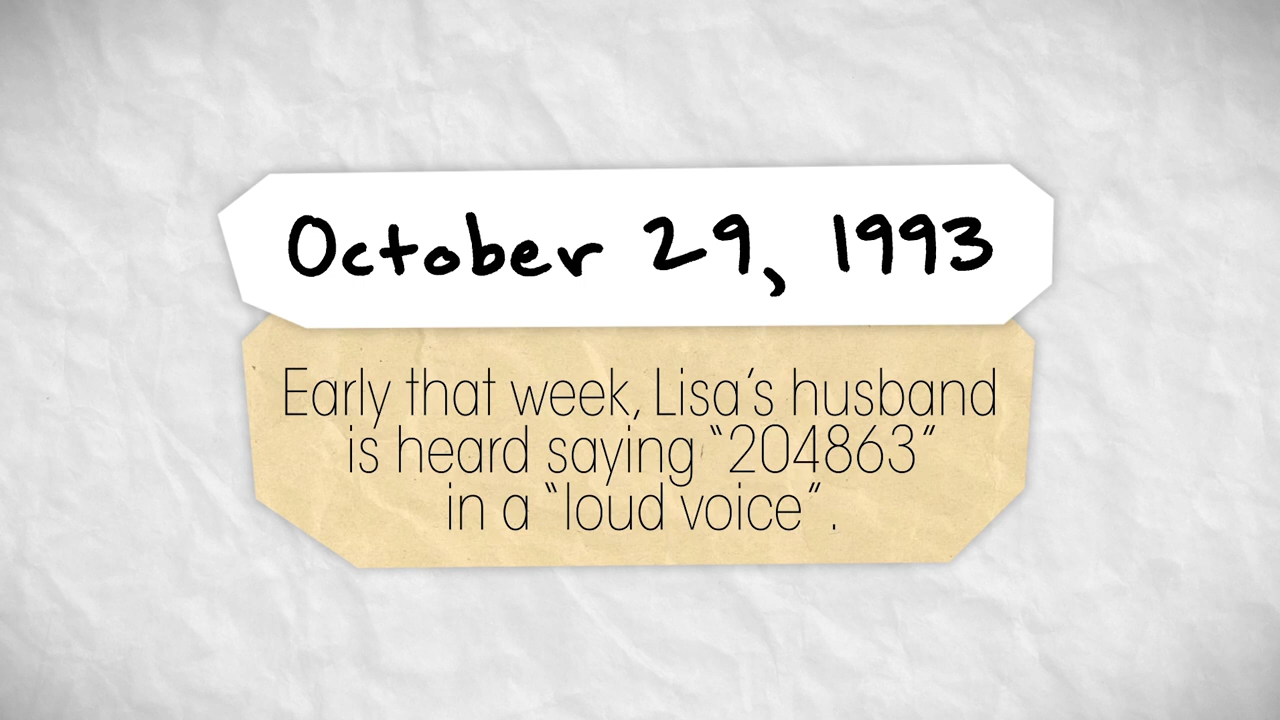 October 29, 1993
Early that week, Lisa's husband
is heard saying “204863”
in a “loud voice”.